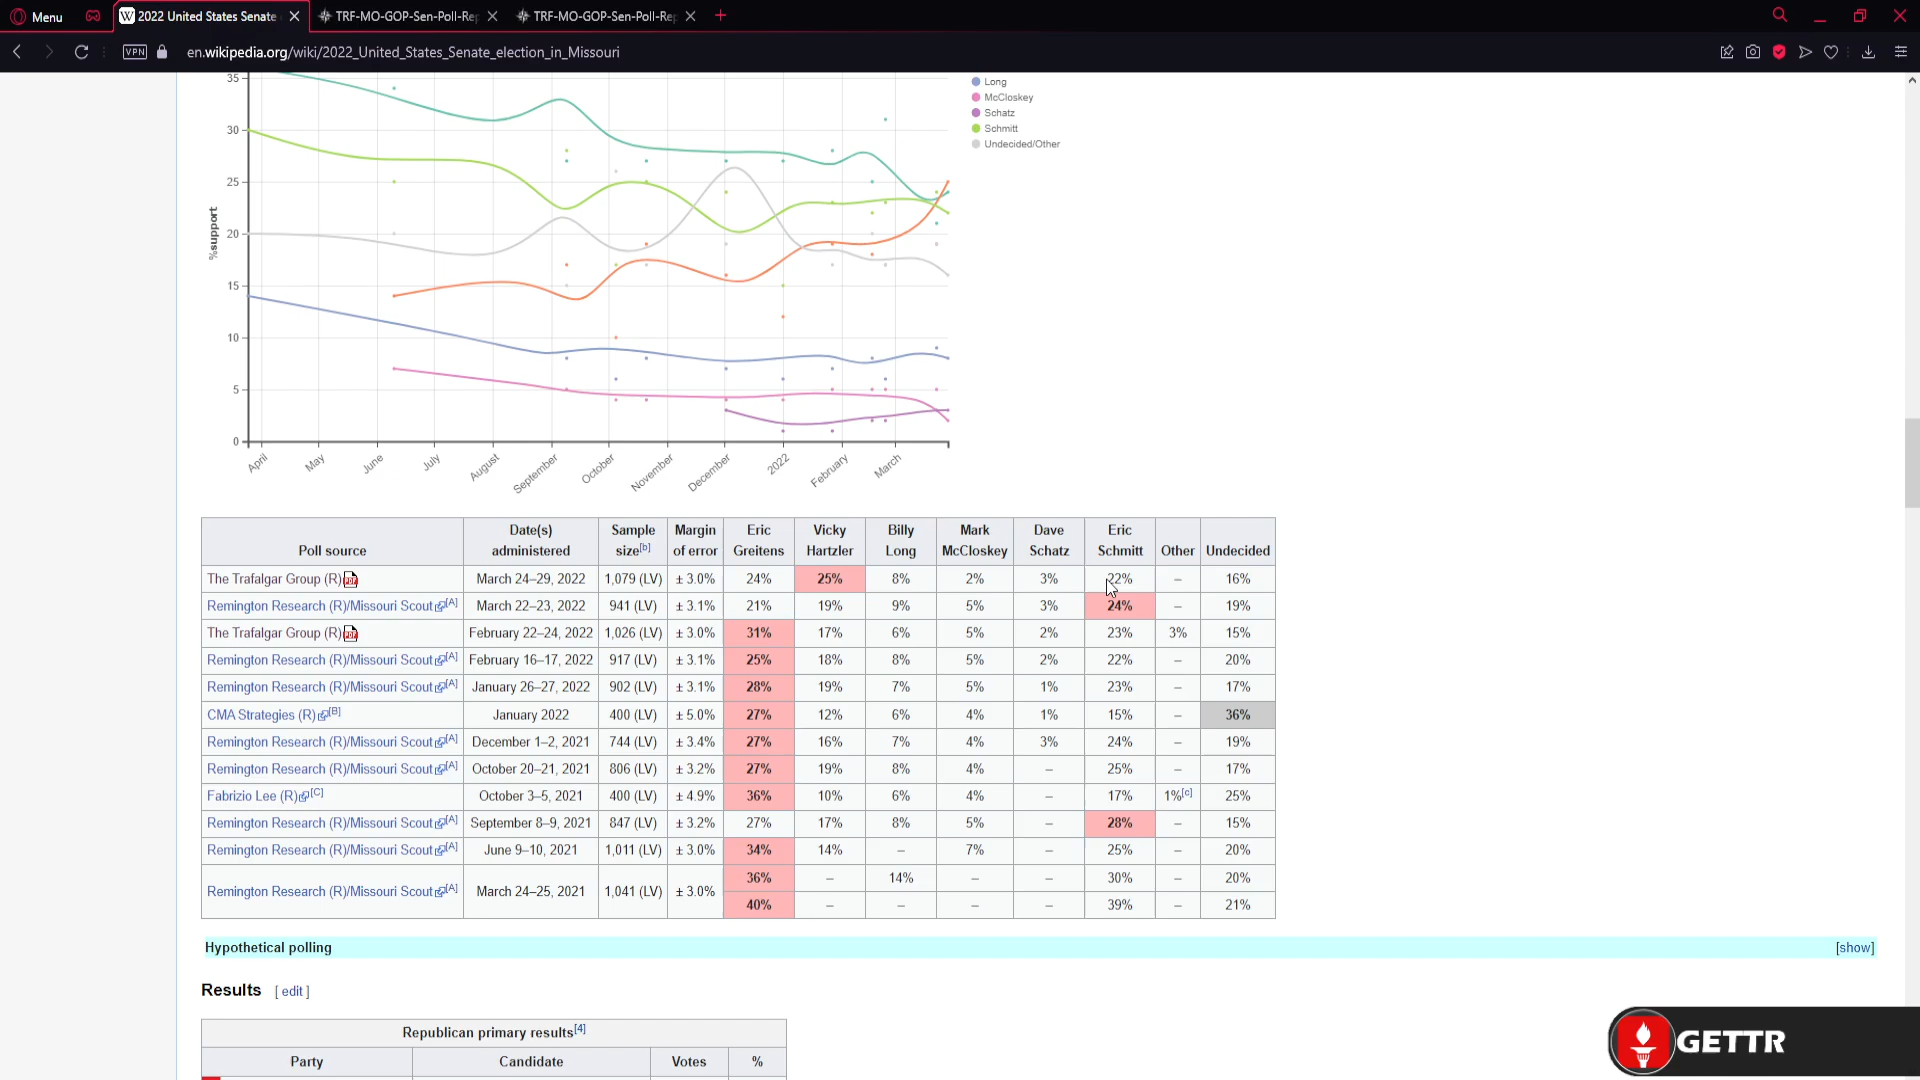 Menu
2022 United States Senate
TRF-MO-GOP-Sen-Poll-Re
TRF-MO-GOP-Sen-Poll-Re
VPN
en.wikipedia.org/wiki/2022_United_States_Senate_election_in_Missouri
35
30
25
20
15
10
5
0
%support
April May June July August September October November December 2022 February March
Long
McCloskey
Schatz
Schmitt
Undecided/Other
Poll source Date(s) administered Sample size[b] Margin of error Eric Greitens Vicky Hartzler Billy Long Mark McCloskey Dave Schatz Eric Schmitt Other Undecided
The Trafalgar Group (R) March 24–29, 2022 1,079 (LV) ± 3.0% 24% 25% 8% 2% 3% 22% – 16%
Remington Research (R)/Missouri Scout[A] March 22–23, 2022 941 (LV) ± 3.1% 21% 19% 9% 5% 3% 24% – 19%
The Trafalgar Group (R) February 22–24, 2022 1,026 (LV) ± 3.0% 31% 17% 6% 5% 2% 23% 3% 15%
Remington Research (R)/Missouri Scout[A] February 16–17, 2022 917 (LV) ± 3.1% 25% 18% 8% 5% 2% 22% – 20%
Remington Research (R)/Missouri Scout[A] January 26–27, 2022 902 (LV) ± 3.1% 28% 19% 7% 5% 1% 23% – 17%
CMA Strategies (R)[B] January 2022 400 (LV) ± 5.0% 27% 12% 6% 4% 1% 15% – 36%
Remington Research (R)/Missouri Scout[A] December 1–2, 2021 744 (LV) ± 3.4% 27% 16% 7% 4% 3% 24% – 19%
Remington Research (R)/Missouri Scout[A] October 20–21, 2021 806 (LV) ± 3.2% 27% 19% 8% 4% – 25% – 17%
Fabrizio Lee (R)[C] October 3–5, 2021 400 (LV) ± 4.9% 36% 10% 6% 4% – 17% 1%[c] 25%
Remington Research (R)/Missouri Scout[A] September 8–9, 2021 847 (LV) ± 3.2% 27% 17% 8% 5% – 28% – 15%
Remington Research (R)/Missouri Scout[A] June 9–10, 2021 1,011 (LV) ± 3.0% 34% 14% – 7% – 25% – 20%
Remington Research (R)/Missouri Scout[A] March 24–25, 2021 1,041 (LV) ± 3.0% 36% – 14% – – 30% – 20%
40% – – – – 39% – 21%
Hypothetical polling [show]
Results [ edit ]
Republican primary results[4]
Party Candidate Votes %
GETTR